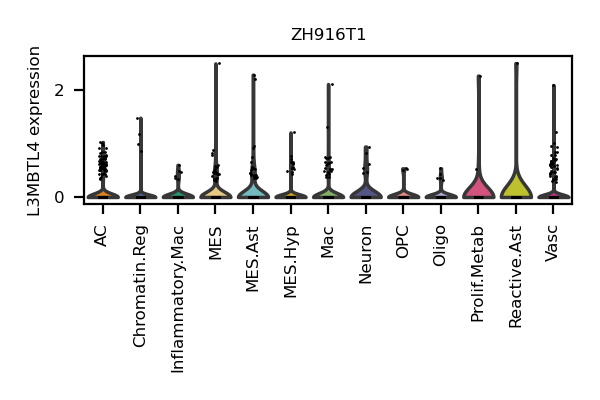 ZH916T1
L3MBTL4 expression
2
0
AC
Chromatin.Reg
Inflammatory.Mac
MES
MES.Ast
MES.Hyp
Mac
Neuron
OPC
Oligo
Prolif.Metab
Reactive.Ast
Vasc